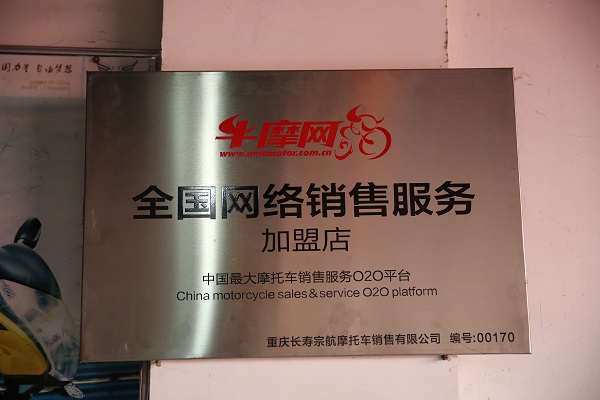 牛摩网
www.newmotor.com.cn
全国网络销售服务
加盟店
中国最大摩托车销售服务O2O平台
China motorcycle sales & service O2O platform
重庆长寿宗航摩托车销售有限公司 编号:00170